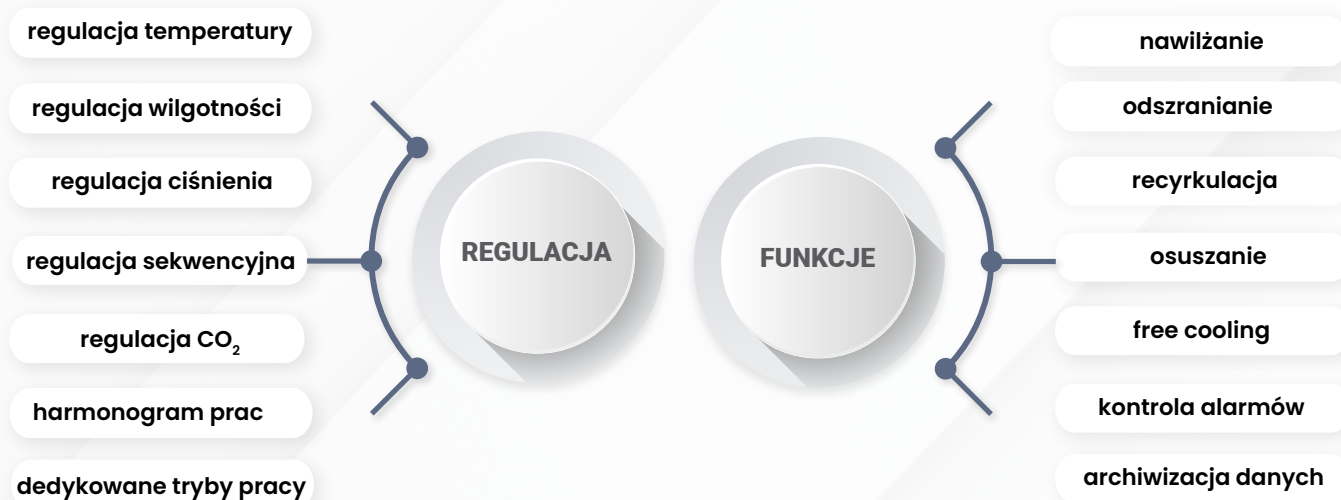 regulacja temperatury
regulacja wilgotności
regulacja ciśnienia
regulacja sekwencyjna
regulacja CO₂
harmonogram prac
dedykowane tryby pracy
REGULACJA
FUNKCJE
nawilżanie
odszranianie
recyrkulacja
osuszanie
free cooling
kontrola alarmów
archiwizacja danych